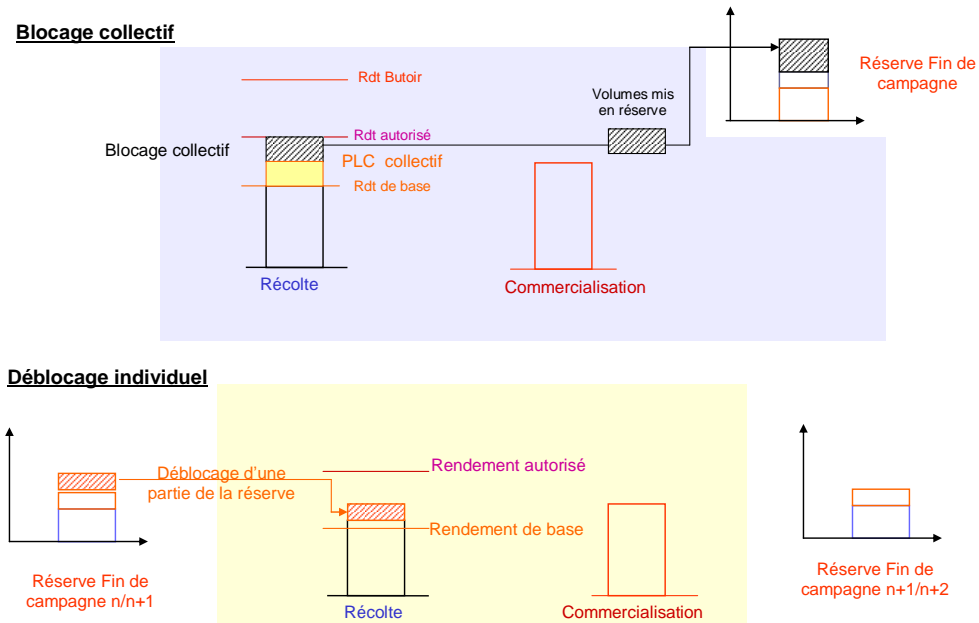 Blocage collectif
Rdt Butoir
Réserve Fin de
campagne
Volumes mis
en réserve
Rdt autorisé
Blocage collectif
PLC collectif
Rdt de base
Récolte
Commercialisation
Déblocage individuel
Rendement autorisé
Déblocage d'une
partie de la réserve
Rendement de base
Réserve Fin de
campagne n/n+1
Récolte
Commercialisation
Réserve Fin de
campagne n+1/n+2